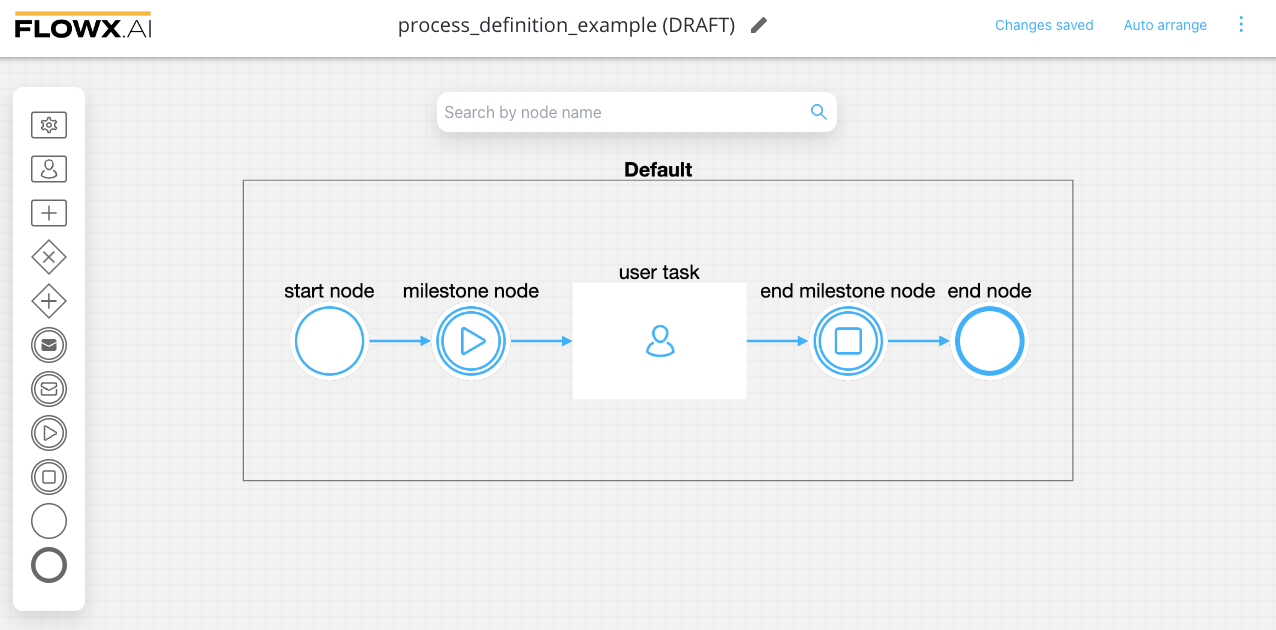 FLOWX.AI
process_definition_example (DRAFT)
Changes saved
Auto arrange
Search by node name
Default
user task
start node
milestone node
end milestone node
end node